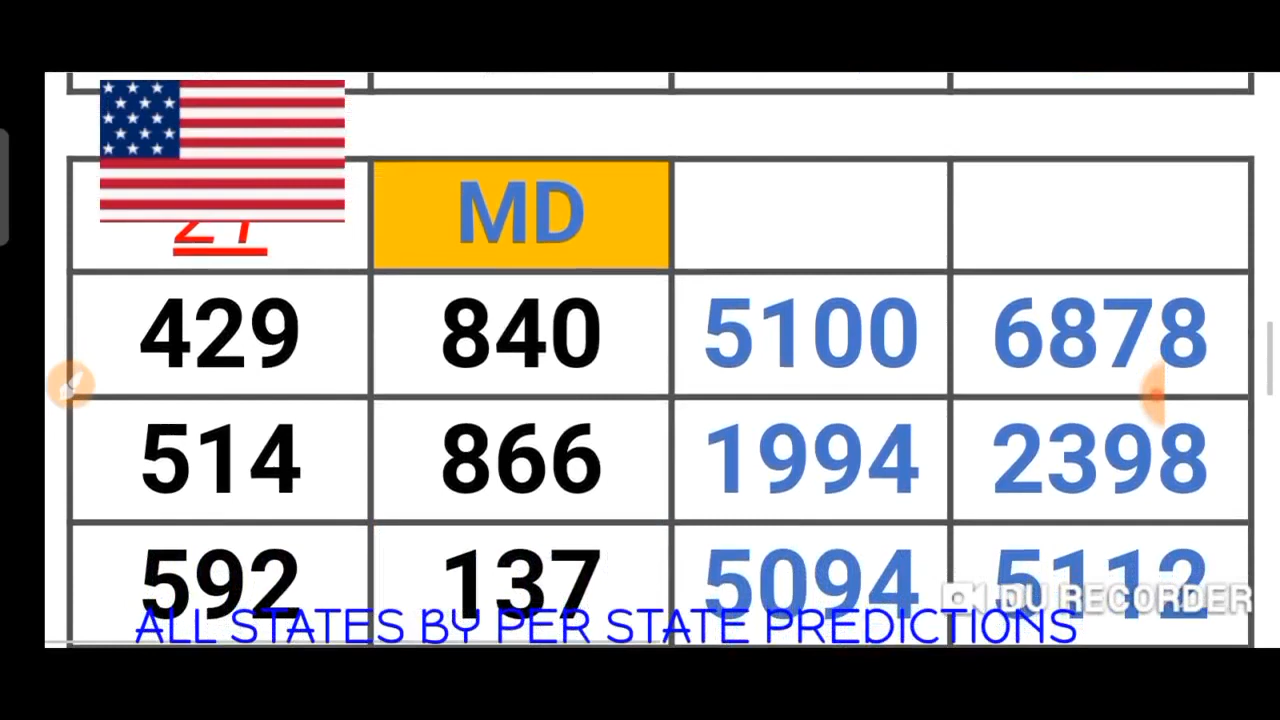 MD
429 840 5100 6878
514 866 1994 2398
592 137 5094 5112
DU RECORDER
ALL STATES BY PER STATE PREDICTIONS